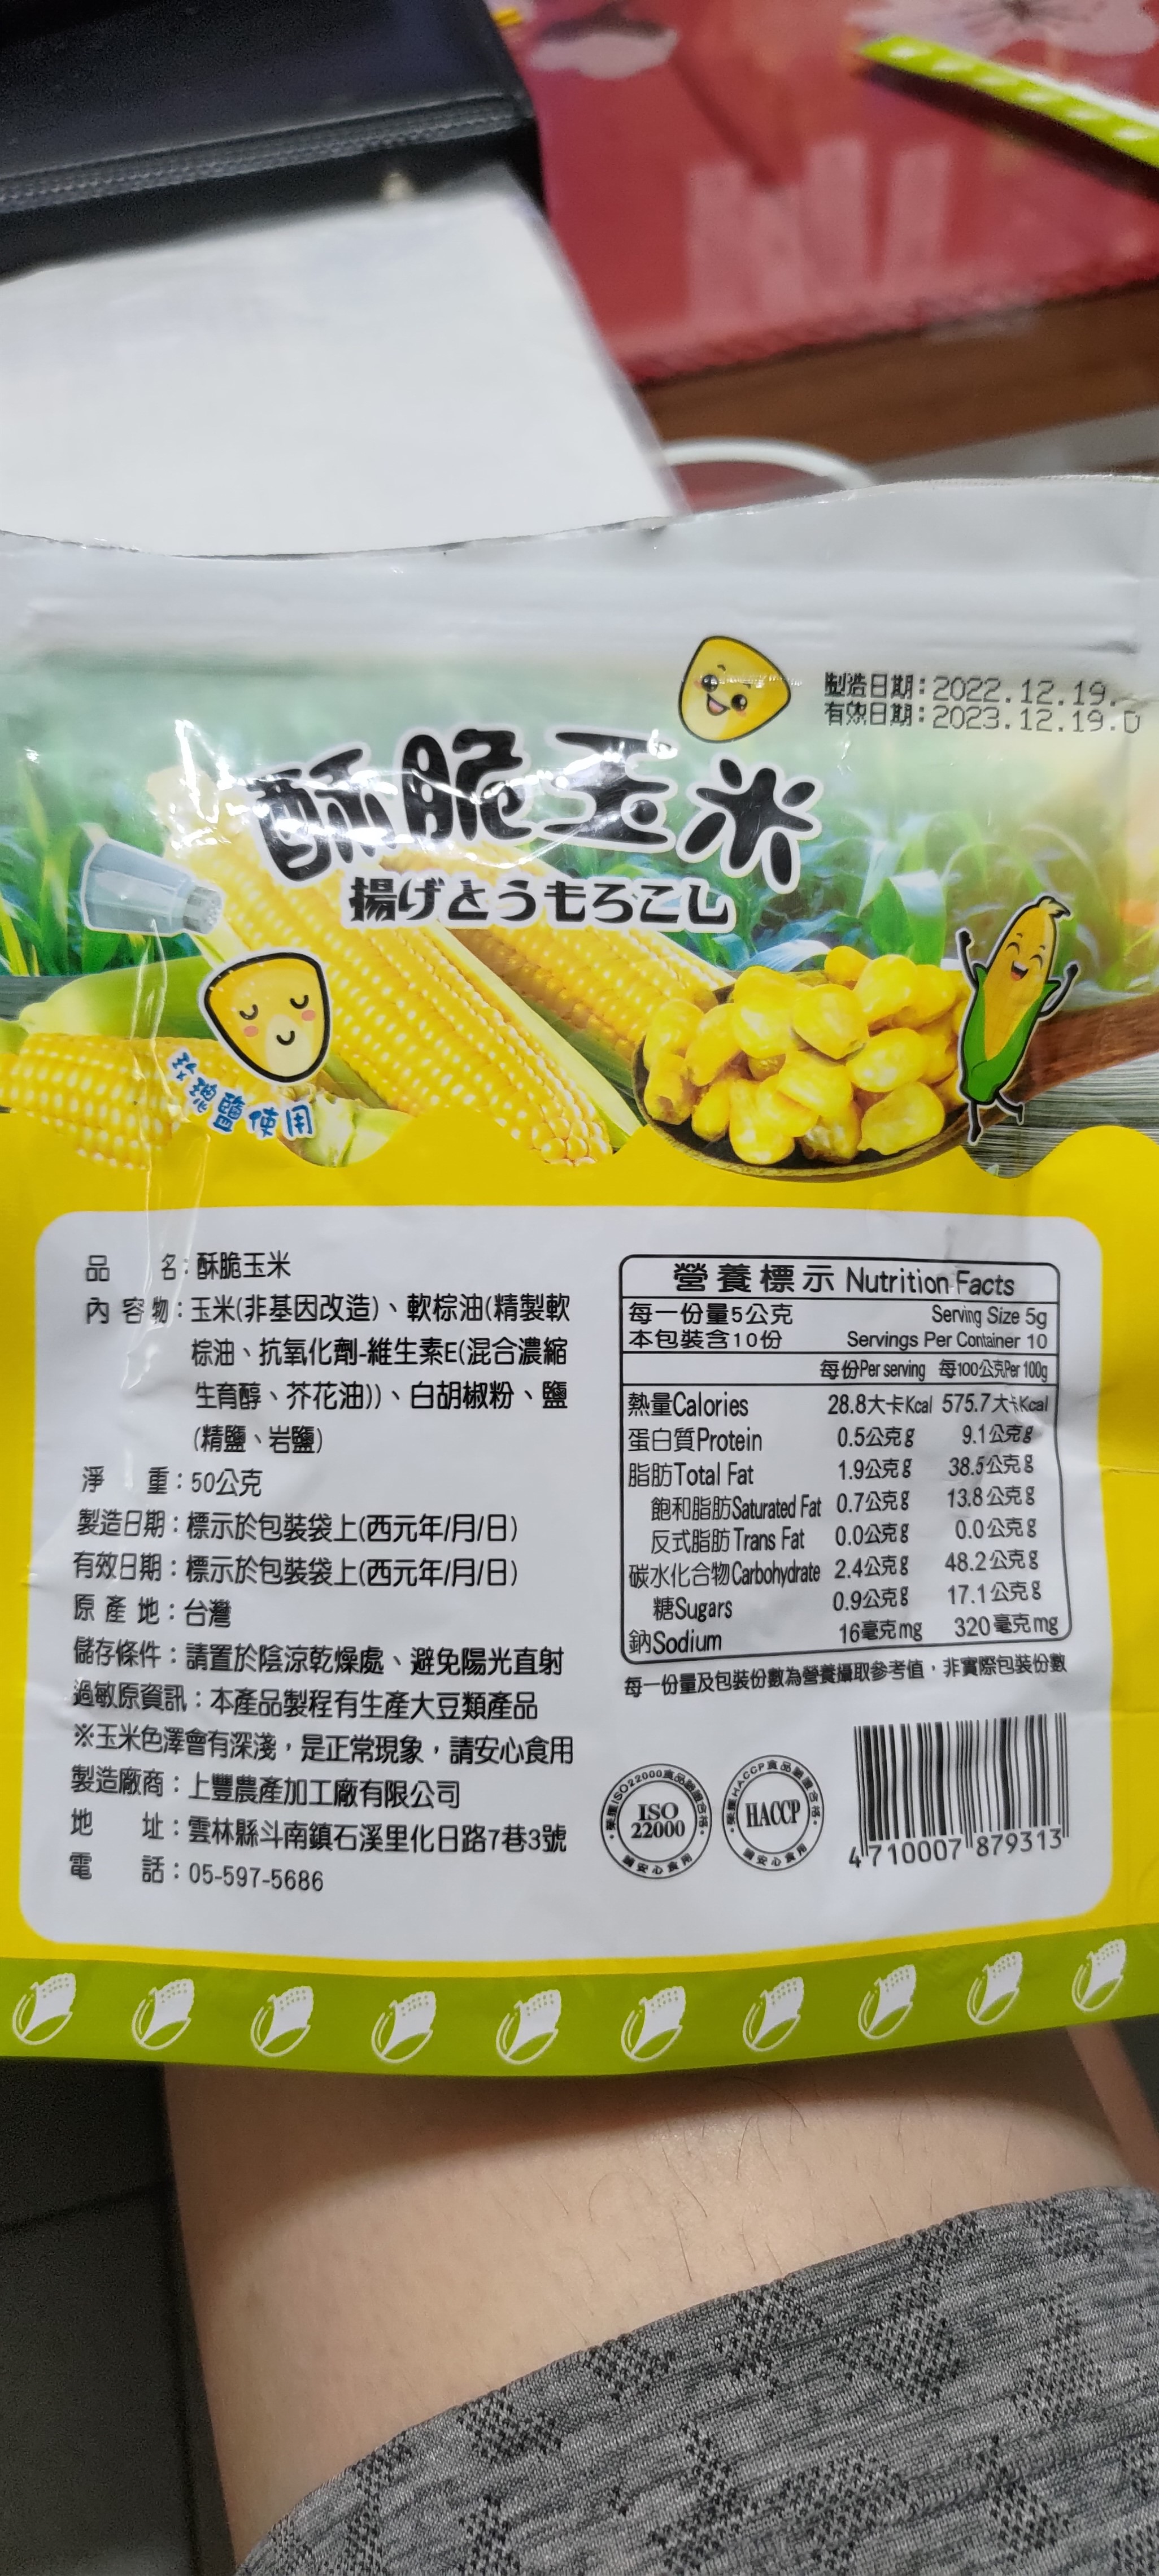 製造日期:2022.12.19.
有效日期:2023.12.19.D
酥脆玉米
揚げとうもろこし
玫瑰鹽使用
品 名:酥脆玉米
內容物:玉米(非基因改造)、軟棕油(精製軟
棕油、抗氧化劑-維生素E(混合濃縮
生育醇、芥花油))、白胡椒粉、鹽
(精鹽、岩鹽)
淨 重:50公克
製造日期:標示於包裝袋上(西元年/月/日)
有效日期:標示於包裝袋上(西元年/月/日)
原產地:台灣
儲存條件:請置於陰涼乾燥處、避免陽光直射
過敏原資訊:本產品製程有生產大豆類產品
※玉米色澤會有深淺，是正常現象，請安心食用
製造廠商:上豐農產加工廠有限公司
地 址:雲林縣斗南鎮石溪里化日路7巷3號
電 話:05-597-5686
營養標示 Nutrition Facts
每一份量5公克 Serving Size 5g
本包裝含10份 Servings Per Container 10
每份Per serving 每100公克Per 100g
熱量Calories 28.8大卡Kcal 575.7大卡Kcal
蛋白質Protein 0.5公克g 9.1公克g
脂肪Total Fat 1.9公克g 38.5公克g
飽和脂肪Saturated Fat 0.7公克g 13.8公克g
反式脂肪Trans Fat 0.0公克g 0.0公克g
碳水化合物Carbohydrate 2.4公克g 48.2公克g
糖Sugars 0.9公克g 17.1公克g
鈉Sodium 16毫克mg 320毫克mg
每一份量及包裝份數為營養攝取參考值，非實際包裝份數
ISO
22000
HACCP
4710007879313